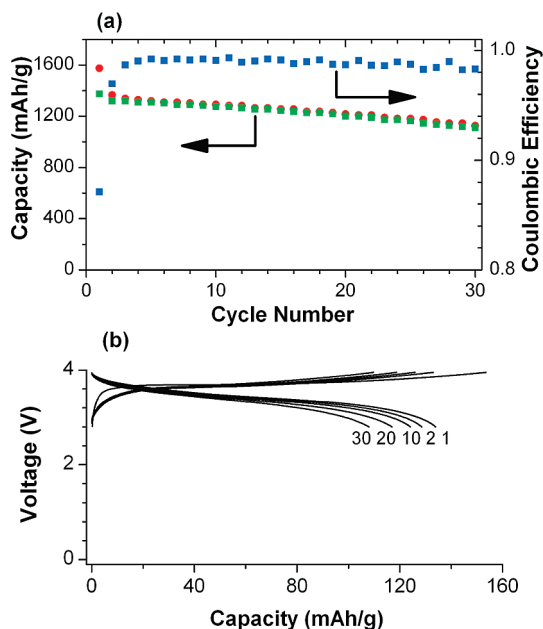 (a)
Capacity (mAh/g)
1600
1200
800
400
0
1.0
0.9
0.8
Coulombic Efficiency
0 10 20 30
Cycle Number
(b)
Voltage (V)
4
2
0
30 20 10 2 1
0 40 80 120 160
Capacity (mAh/g)